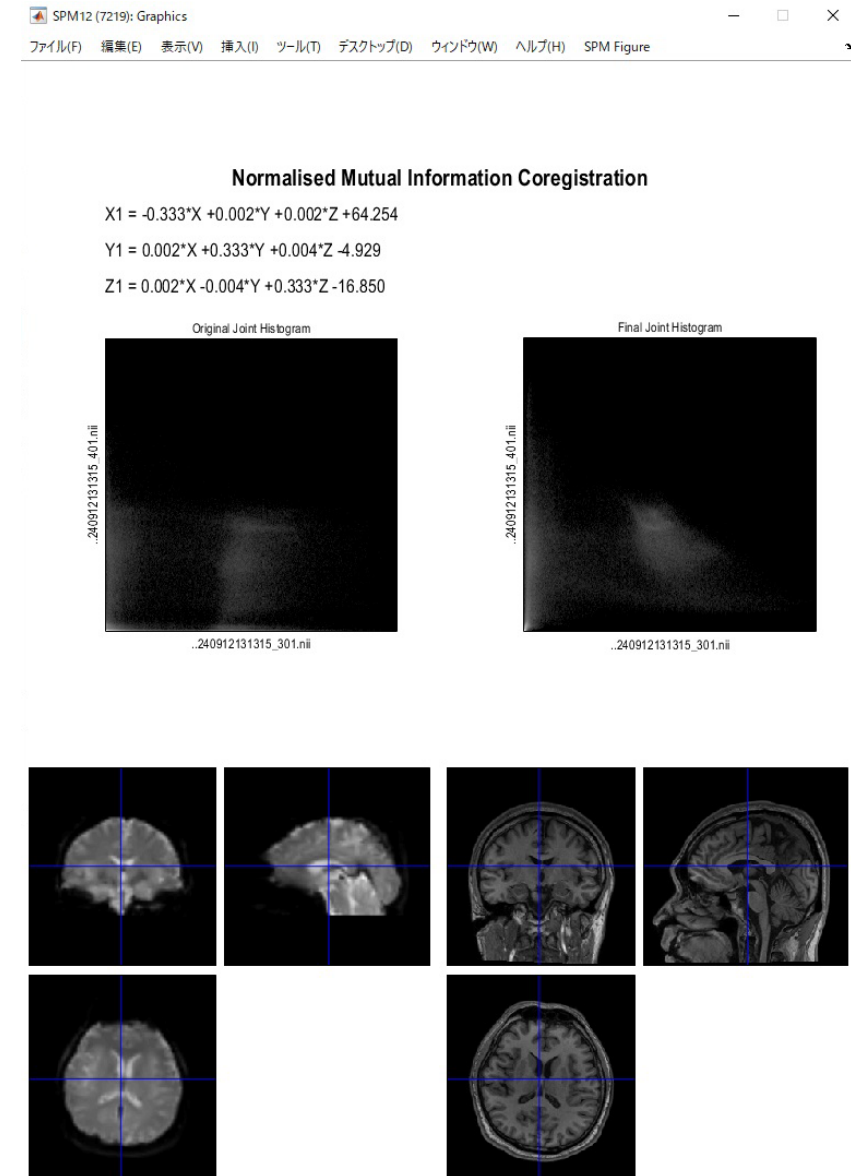 SPM12 (7219): Graphics
ファイル(F) 編集(E) 表示(V) 挿入(I) ツール(T) デスクトップ(D) ウィンドウ(W) ヘルプ(H) SPM Figure
Normalised Mutual Information Coregistration
X1 = -0.333*X +0.002*Y +0.002*Z +64.254
Y1 = 0.002*X +0.333*Y +0.004*Z -4.929
Z1 = 0.002*X -0.004*Y +0.333*Z -16.850
Original Joint Histogram
Final Joint Histogram
..240912131315_401.nii
..240912131315_401.nii
..240912131315_301.nii
..240912131315_301.nii